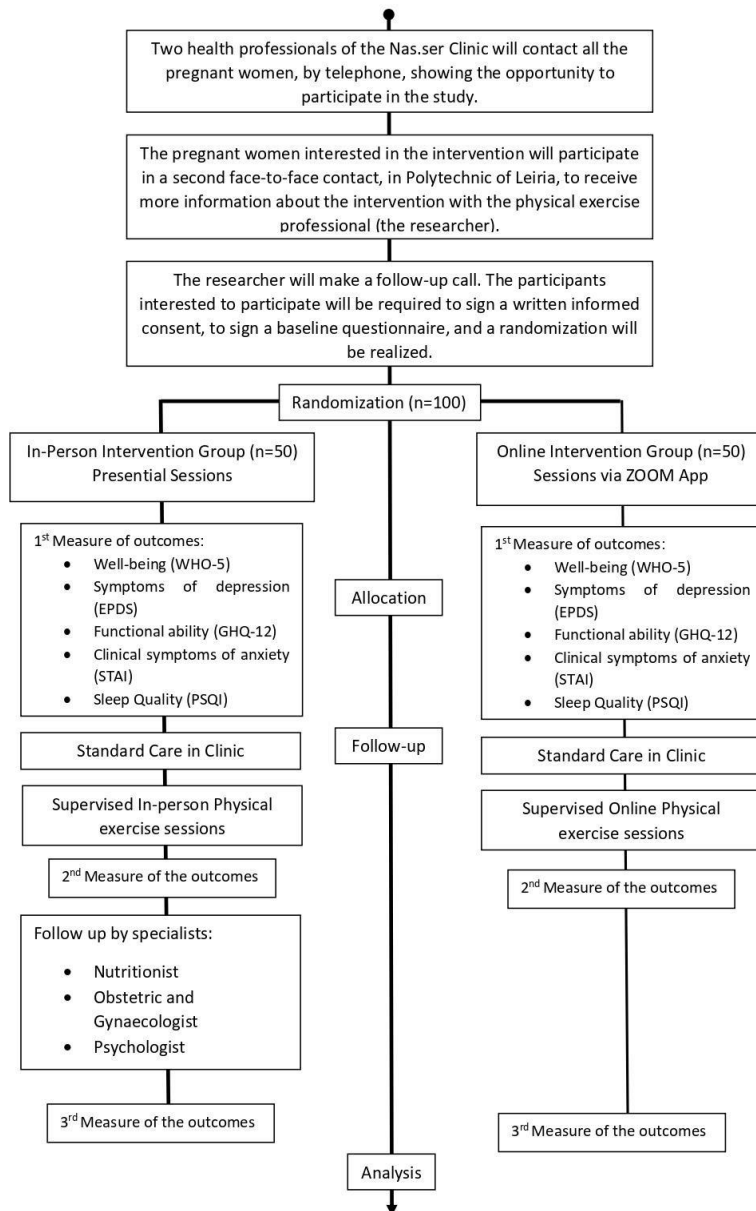 Two health professionals of the Nas.ser Clinic will contact all the
pregnant women, by telephone, showing the opportunity to
participate in the study.
The pregnant women interested in the intervention will participate
in a second face-to-face contact, in Polytechnic of Leiria, to receive
more information about the intervention with the physical exercise
professional (the researcher).
The researcher will make a follow-up call. The participants
interested to participate will be required to sign a written informed
consent, to sign a baseline questionnaire, and a randomization will
be realized.
Randomization (n=100)
In-Person Intervention Group (n=50)
Presential Sessions
1st Measure of outcomes:
• Well-being (WHO-5)
• Symptoms of depression
(EPDS)
• Functional ability (GHQ-12)
• Clinical symptoms of anxiety
(STAI)
• Sleep Quality (PSQI)
Standard Care in Clinic
Supervised In-person Physical
exercise sessions
2nd Measure of the outcomes
Follow up by specialists:
• Nutritionist
• Obstetric and
Gynaecologist
• Psychologist
3rd Measure of the outcomes
Allocation
Follow-up
Analysis
Online Intervention Group (n=50)
Sessions via ZOOM App
1st Measure of outcomes:
• Well-being (WHO-5)
• Symptoms of depression
(EPDS)
• Functional ability (GHQ-12)
• Clinical symptoms of anxiety
(STAI)
• Sleep Quality (PSQI)
Standard Care in Clinic
Supervised Online Physical
exercise sessions
2nd Measure of the outcomes
3rd Measure of the outcomes